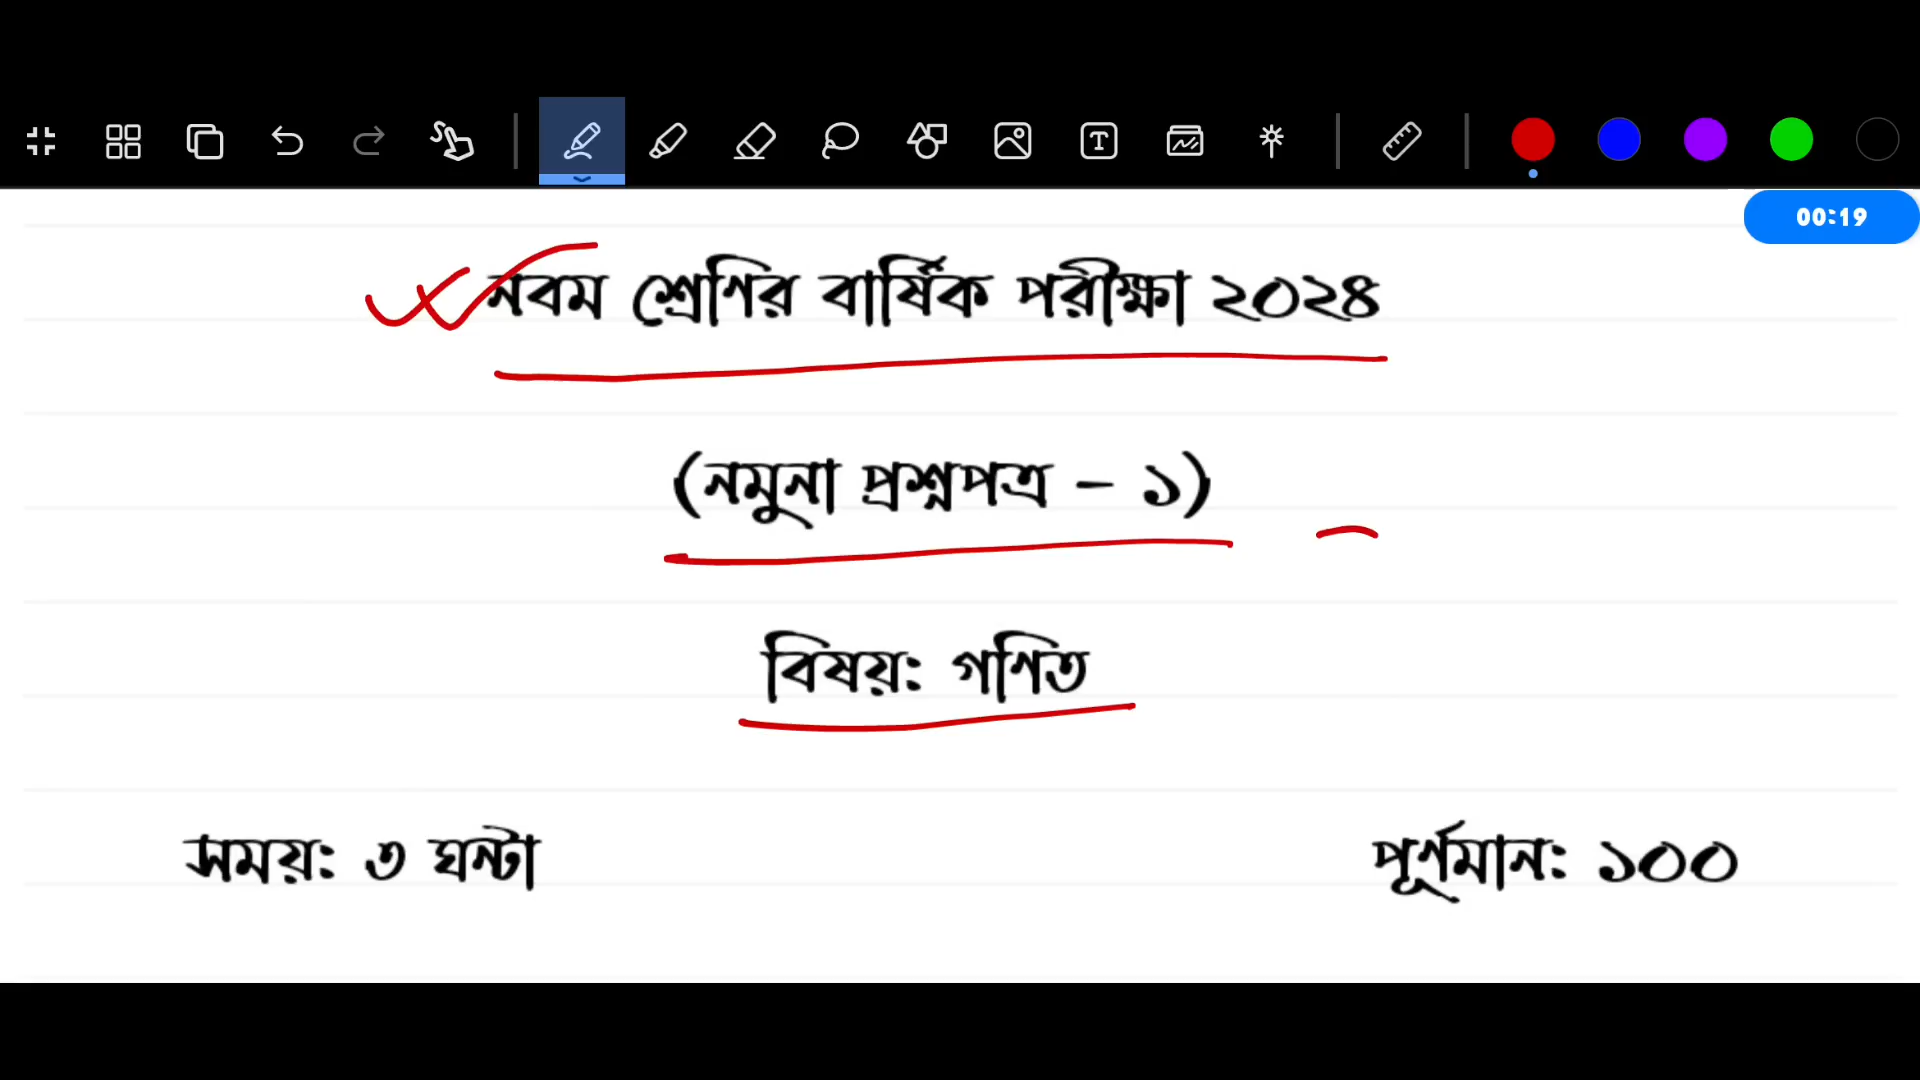 00:19
নবম শ্রেণির বার্ষিক পরীক্ষা ২০২৪
(নমুনা প্রশ্নপত্র - ১)
বিষয়: গণিত
সময়: ৩ ঘন্টা পূর্ণমান: ১০০